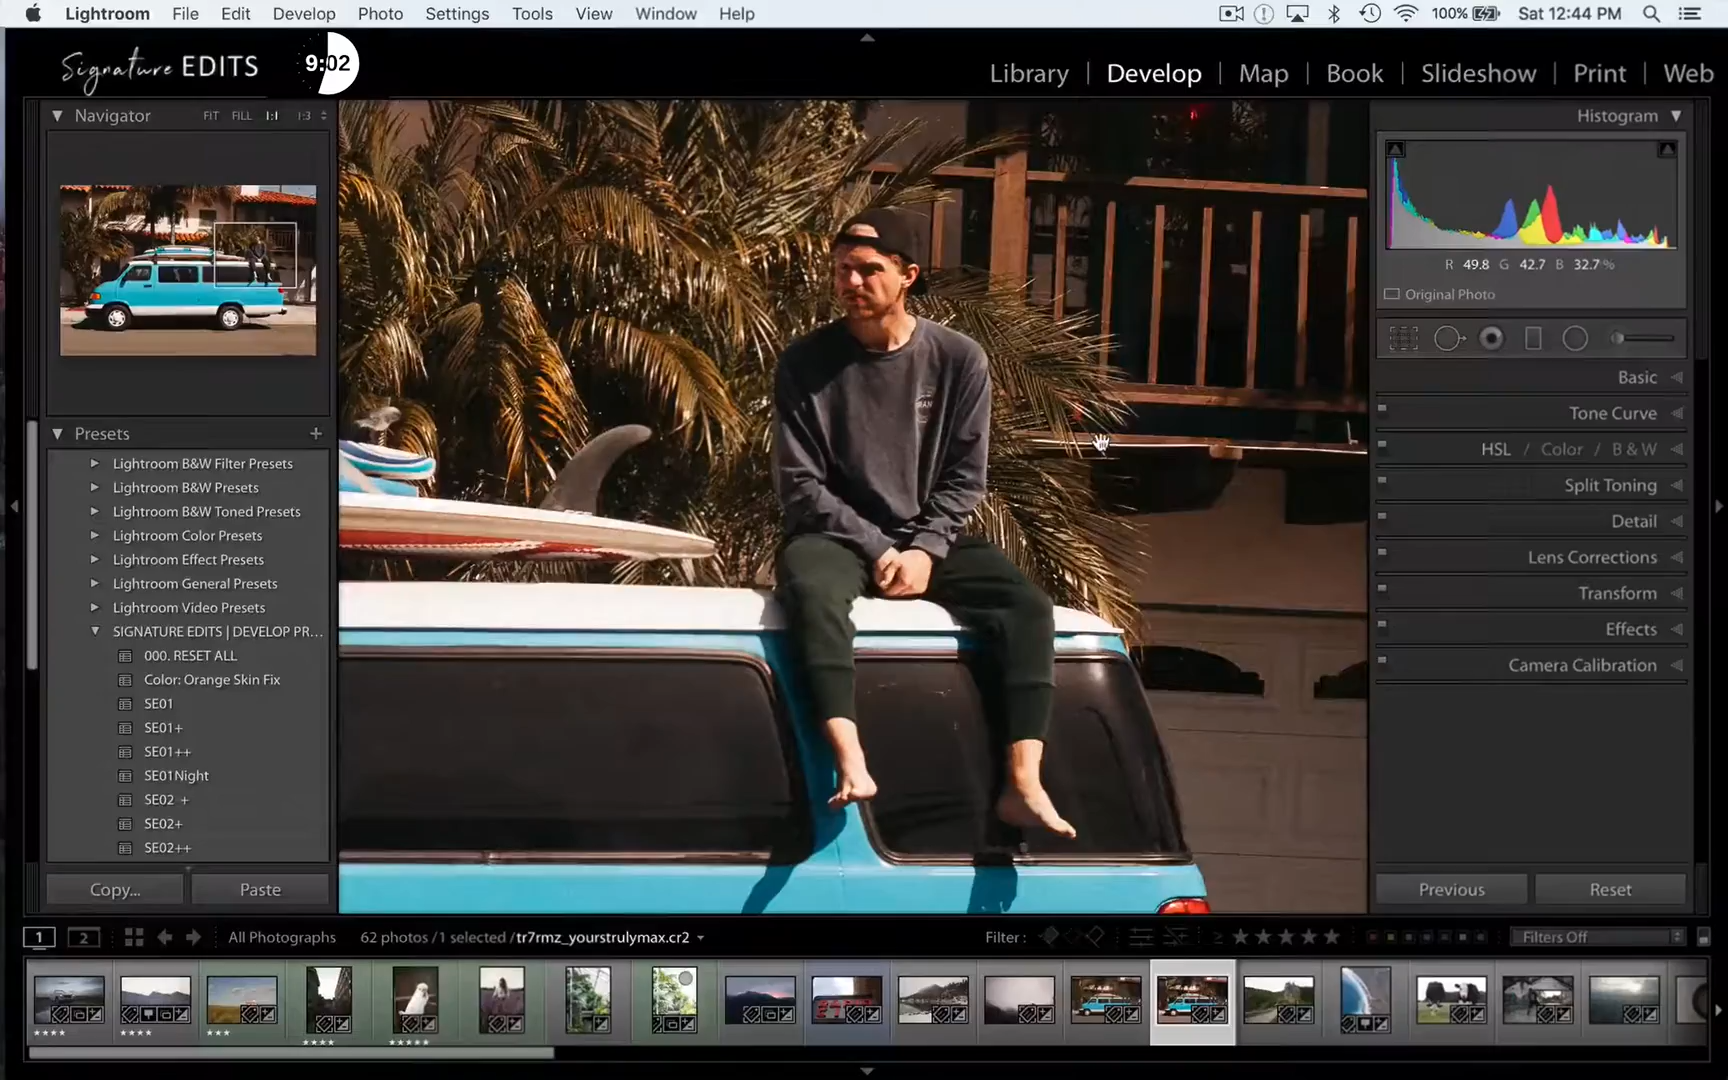 Lightroom File Edit Develop Photo Settings Tools View Window Help 100% Sat 12:44 PM
Signature EDITS 9:02 Library | Develop | Map | Book | Slideshow | Print | Web
Navigator FIT FILL 1:1 1:3
Histogram
R 49.8 G 42.7 B 32.7 %
Original Photo
Basic
Tone Curve
HSL / Color / B & W
Split Toning
Detail
Lens Corrections
Transform
Effects
Camera Calibration
Presets +
Lightroom B&W Filter Presets
Lightroom B&W Presets
Lightroom B&W Toned Presets
Lightroom Color Presets
Lightroom Effect Presets
Lightroom General Presets
Lightroom Video Presets
SIGNATURE EDITS | DEVELOP PR...
000. RESET ALL
Color: Orange Skin Fix
SE01
SE01+
SE01++
SE01Night
SE02 +
SE02+
SE02++
Copy... Paste
Previous Reset
1 2 All Photographs 62 photos / 1 selected / tr7rmz_yourstrulymax.cr2 Filter : ≥ ★★★★★ Filters Off